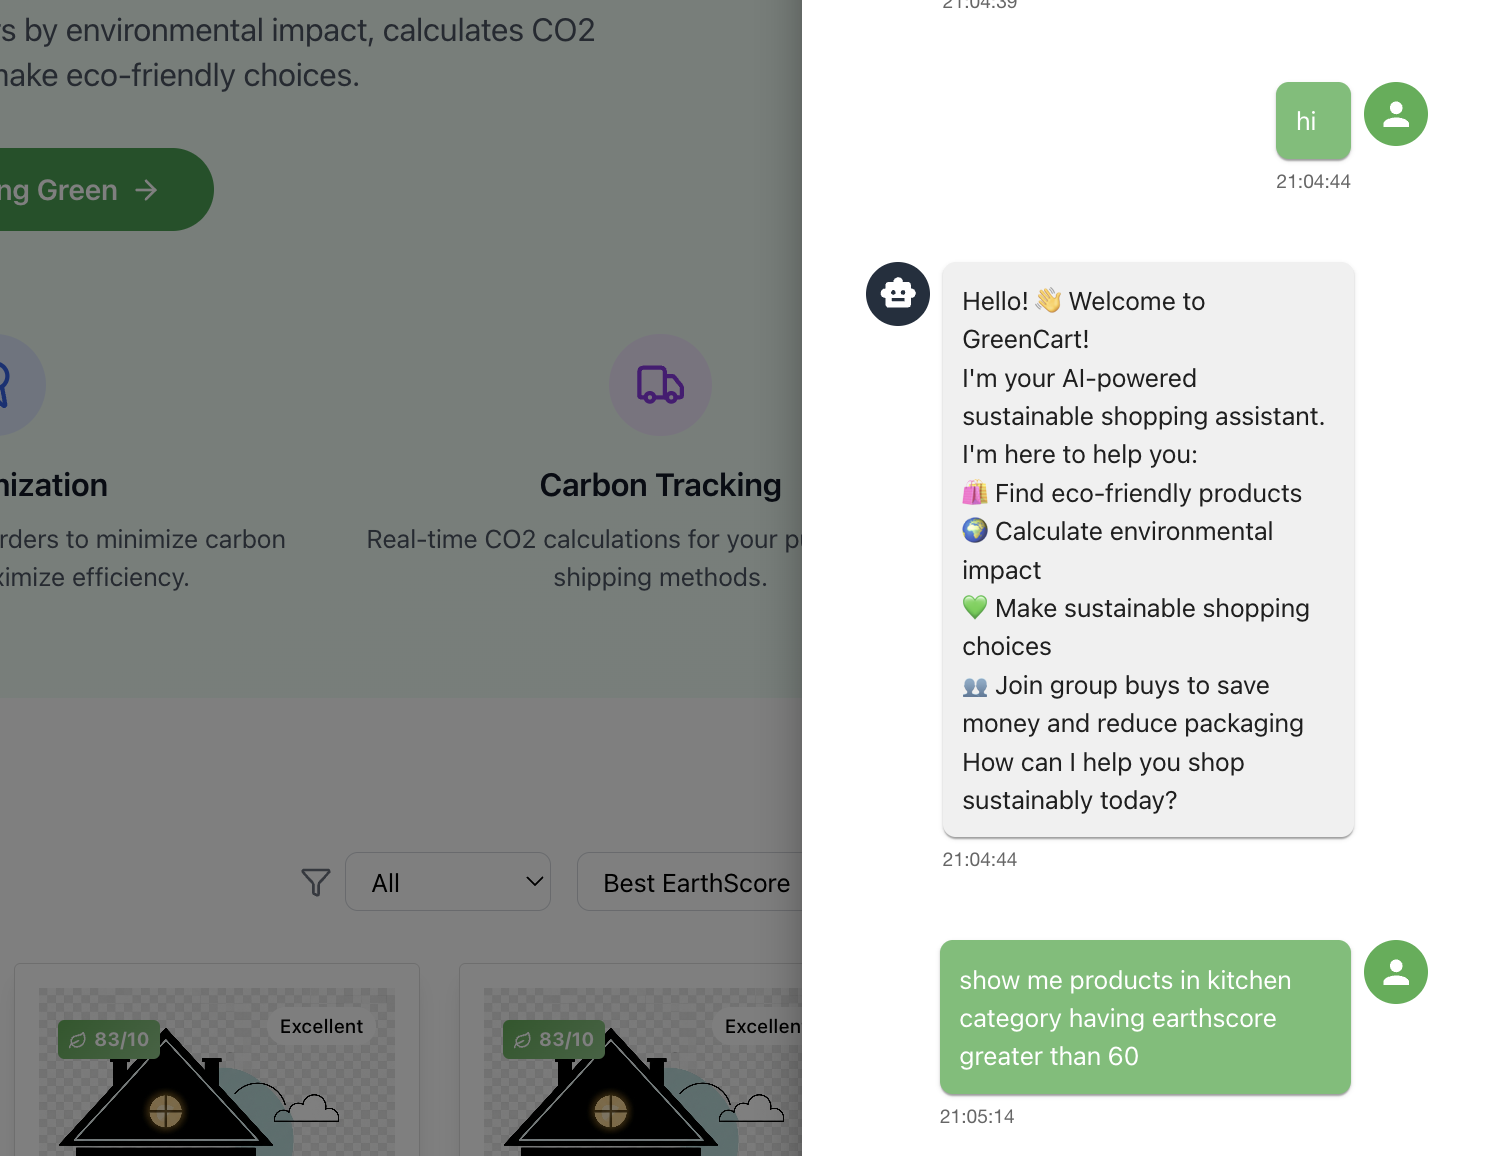 s by environmental impact, calculates CO2
make eco-friendly choices.
ng Green
mization
rders to minimize carbon
ximize efficiency.
Carbon Tracking
Real-time CO2 calculations for your p
shipping methods.
All
Best EarthScore
83/10
Excellent
83/10
Excellen
21:04:39
hi
21:04:44
Hello! 👋 Welcome to
GreenCart!
I'm your AI-powered
sustainable shopping assistant.
I'm here to help you:
🛍️ Find eco-friendly products
🌍 Calculate environmental
impact
💚 Make sustainable shopping
choices
👥 Join group buys to save
money and reduce packaging
How can I help you shop
sustainably today?
21:04:44
show me products in kitchen
category having earthscore
greater than 60
21:05:14